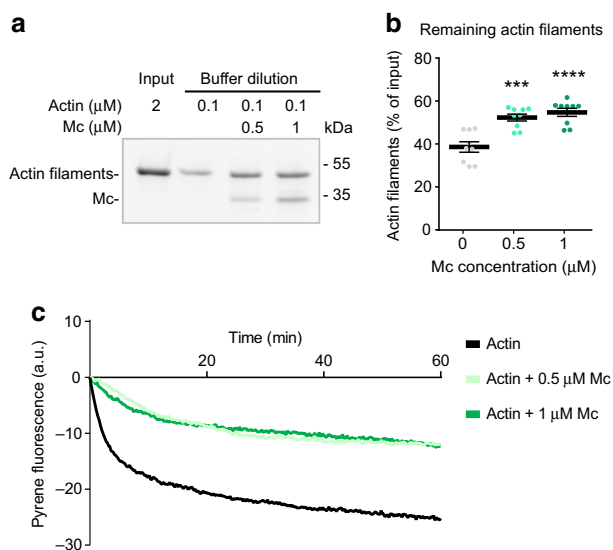 a
Input Buffer dilution
Actin (μM) 2 0.1 0.1 0.1
Mc (μM) 0.5 1 kDa
Actin filaments- - 55
Mc- - 35
b
Remaining actin filaments
Actin filaments (% of input)
80
60
40
20
0
*** ****
0 0.5 1
Mc concentration (μM)
c
Time (min)
Pyrene fluorescence (a.u.)
10
0
–10
–20
–30
20 40 60
Actin
Actin + 0.5 μM Mc
Actin + 1 μM Mc